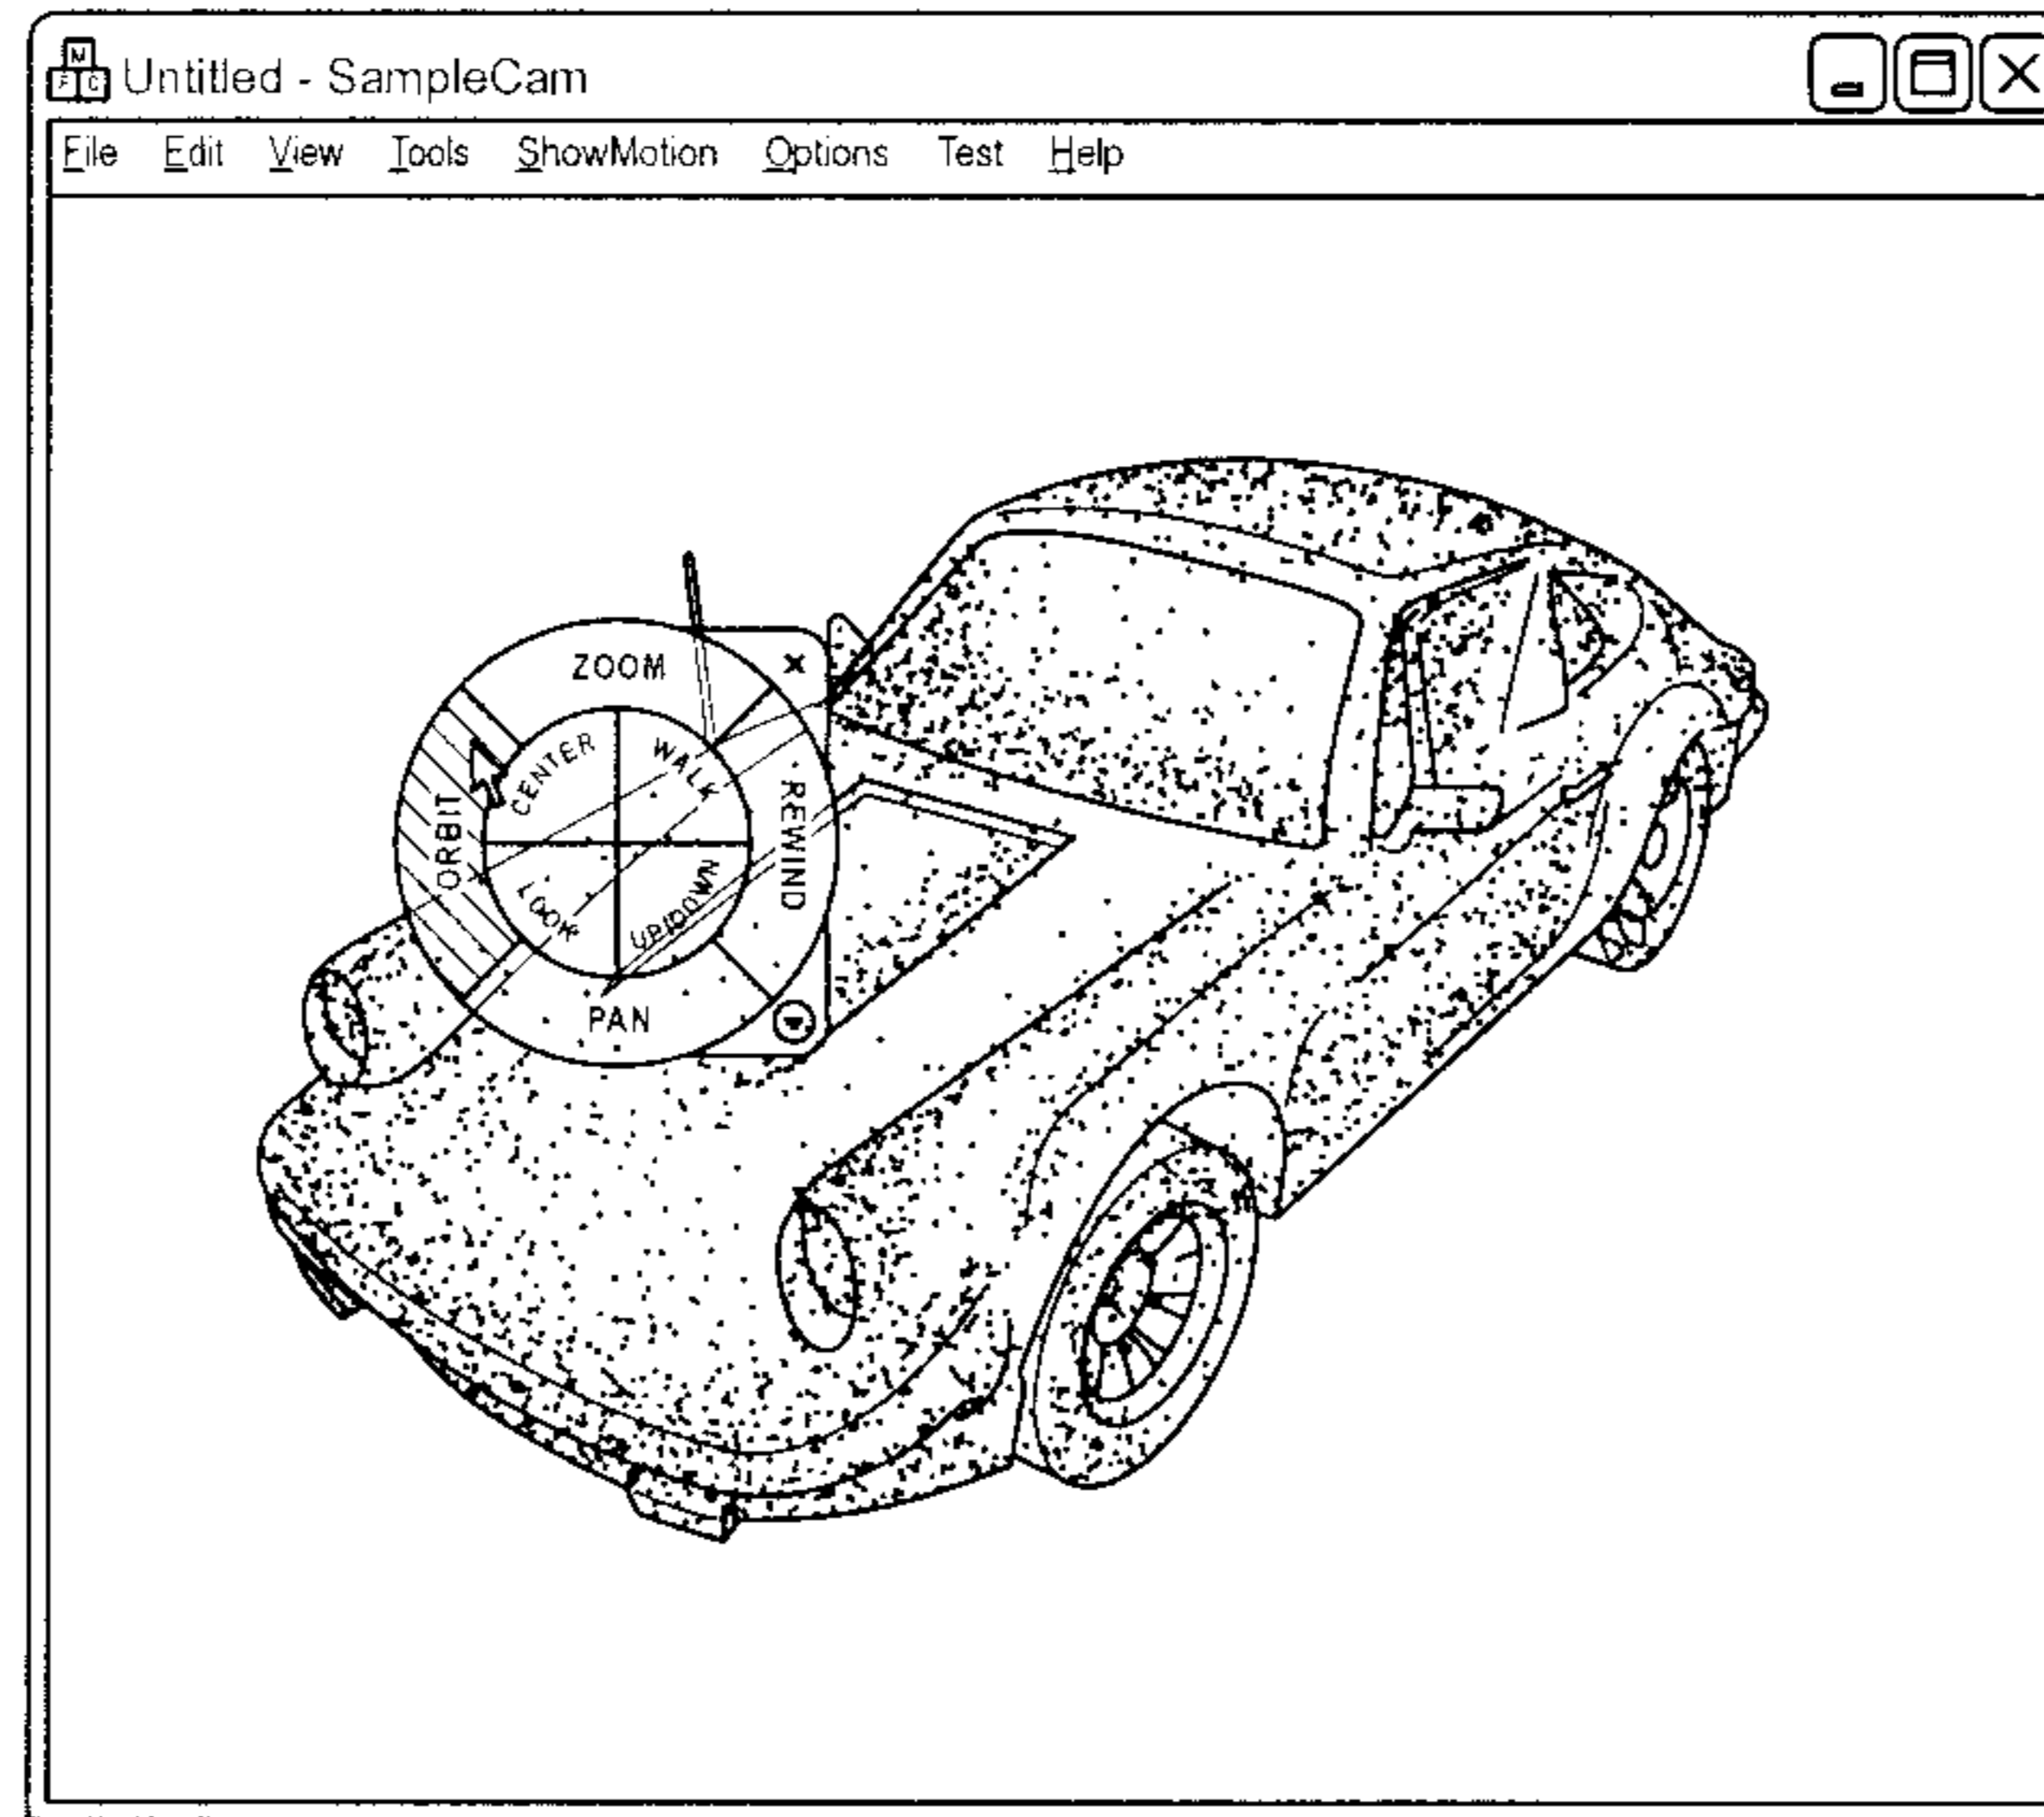 M
F C
Untitled - SampleCam
File Edit View Tools ShowMotion Options Test Help
ZOOM
CENTER
WALK
ORBIT
REWIND
LOOK
UP/DOWN
PAN